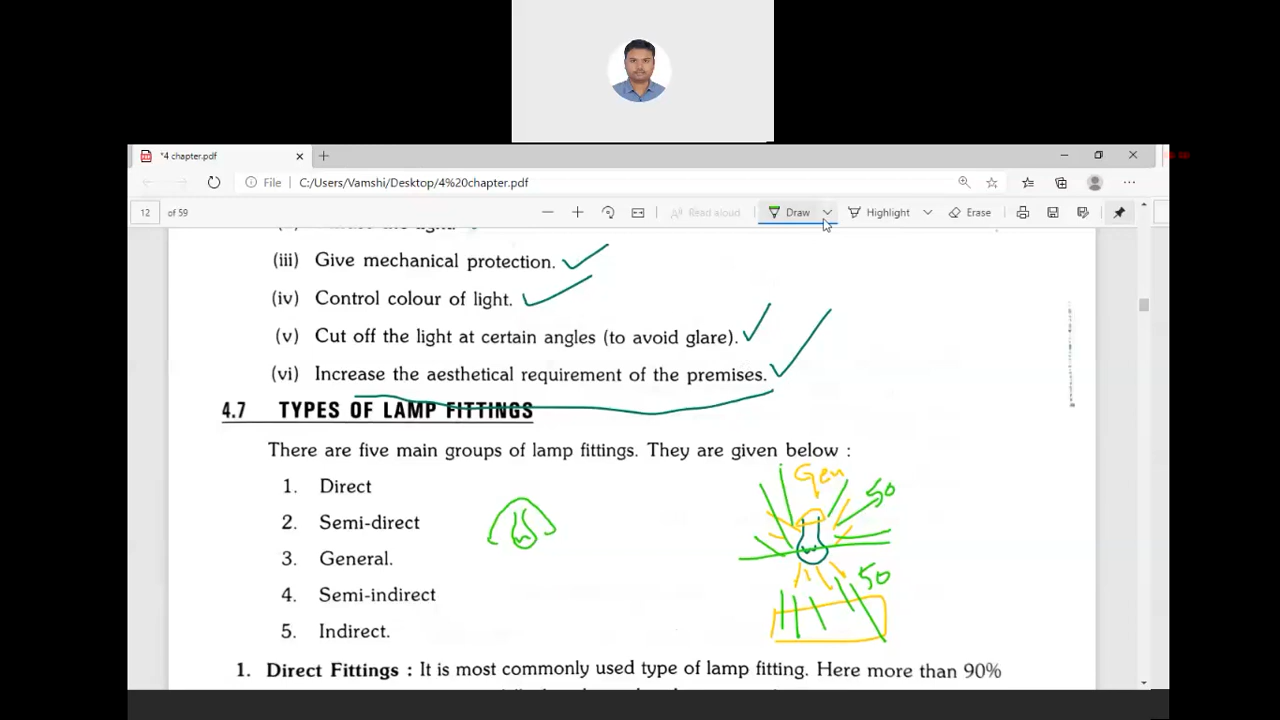 *4 chapter.pdf
File C:/Users/Vamshi/Desktop/4%20chapter.pdf
12 of 59 Read aloud Draw Highlight Erase
(iii) Give mechanical protection.
(iv) Control colour of light.
(v) Cut off the light at certain angles (to avoid glare).
(vi) Increase the aesthetical requirement of the premises.
4.7 TYPES OF LAMP FITTINGS
There are five main groups of lamp fittings. They are given below :
1. Direct
2. Semi-direct
3. General.
4. Semi-indirect
5. Indirect.
Gen
50
50
1. Direct Fittings : It is most commonly used type of lamp fitting. Here more than 90%